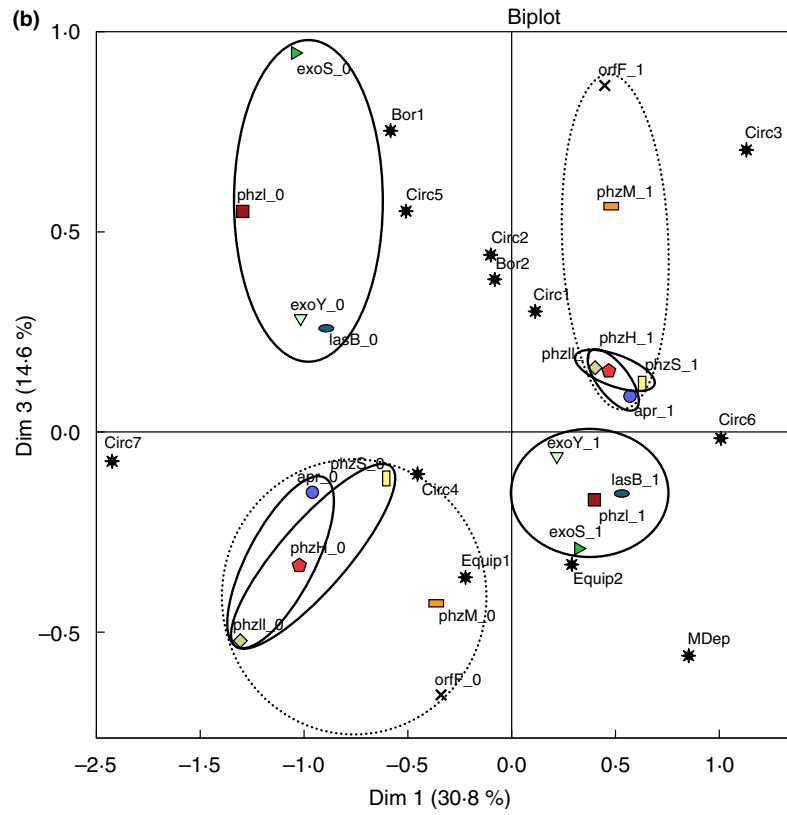 (b)
Biplot
1·0
orfF_1
exoS_0
Bor1
Circ3
phzI_0
phzM_1
Circ5
0·5
Circ2
Bor2
exoY_0
Circ1
lasB_0
phzH_1
phzII
phzS_1
apr_1
Dim 3 (14·6 %)
0·0
Circ6
Circ7
exoY_1
phzS_0
apr_0
lasB_1
Circ4
phzI_1
exoS_1
phzH_0
Equip1
Equip2
phzM_0
–0·5
phzII_0
MDep
orfF_0
–2·5 –1·5 –1·0 –0·5 0·0 0·5 1·0
Dim 1 (30·8 %)